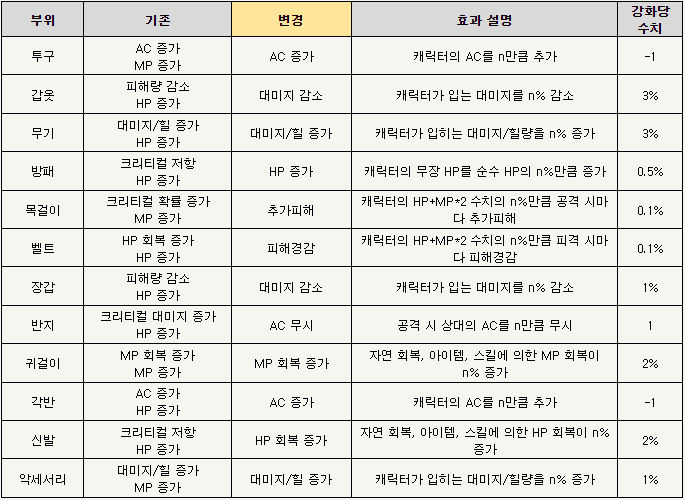 부위 기존 변경 효과 설명 강화당
수치
투구 AC 증가
MP 증가 AC 증가 캐릭터의 AC를 n만큼 추가 -1
갑옷 피해량 감소
HP 증가 대미지 감소 캐릭터가 입는 대미지를 n% 감소 3%
무기 대미지/힐 증가
HP 증가 대미지/힐 증가 캐릭터가 입히는 대미지/힐량을 n% 증가 3%
방패 크리티컬 저항
HP 증가 HP 증가 캐릭터의 무장 HP를 순수 HP의 n%만큼 증가 0.5%
목걸이 크리티컬 확률 증가
MP 증가 추가피해 캐릭터의 HP+MP*2 수치의 n%만큼 공격 시마
다 추가피해 0.1%
벨트 HP 회복 증가
HP 증가 피해경감 캐릭터의 HP+MP*2 수치의 n%만큼 피격 시마
다 피해경감 0.1%
장갑 피해량 감소
HP 증가 대미지 감소 캐릭터가 입는 대미지를 n% 감소 1%
반지 크리티컬 대미지 증가
HP 증가 AC 무시 공격 시 상대의 AC를 n만큼 무시 1
귀걸이 MP 회복 증가
MP 증가 MP 회복 증가 자연 회복, 아이템, 스킬에 의한 MP 회복이
n% 증가 2%
각반 AC 증가
HP 증가 AC 증가 캐릭터의 AC를 n만큼 추가 -1
신발 크리티컬 저항
HP 증가 HP 회복 증가 자연 회복, 아이템, 스킬에 의한 HP 회복이 n%
증가 2%
악세서리 대미지/힐 증가
MP 증가 대미지/힐 증가 캐릭터가 입히는 대미지/힐량을 n% 증가 1%